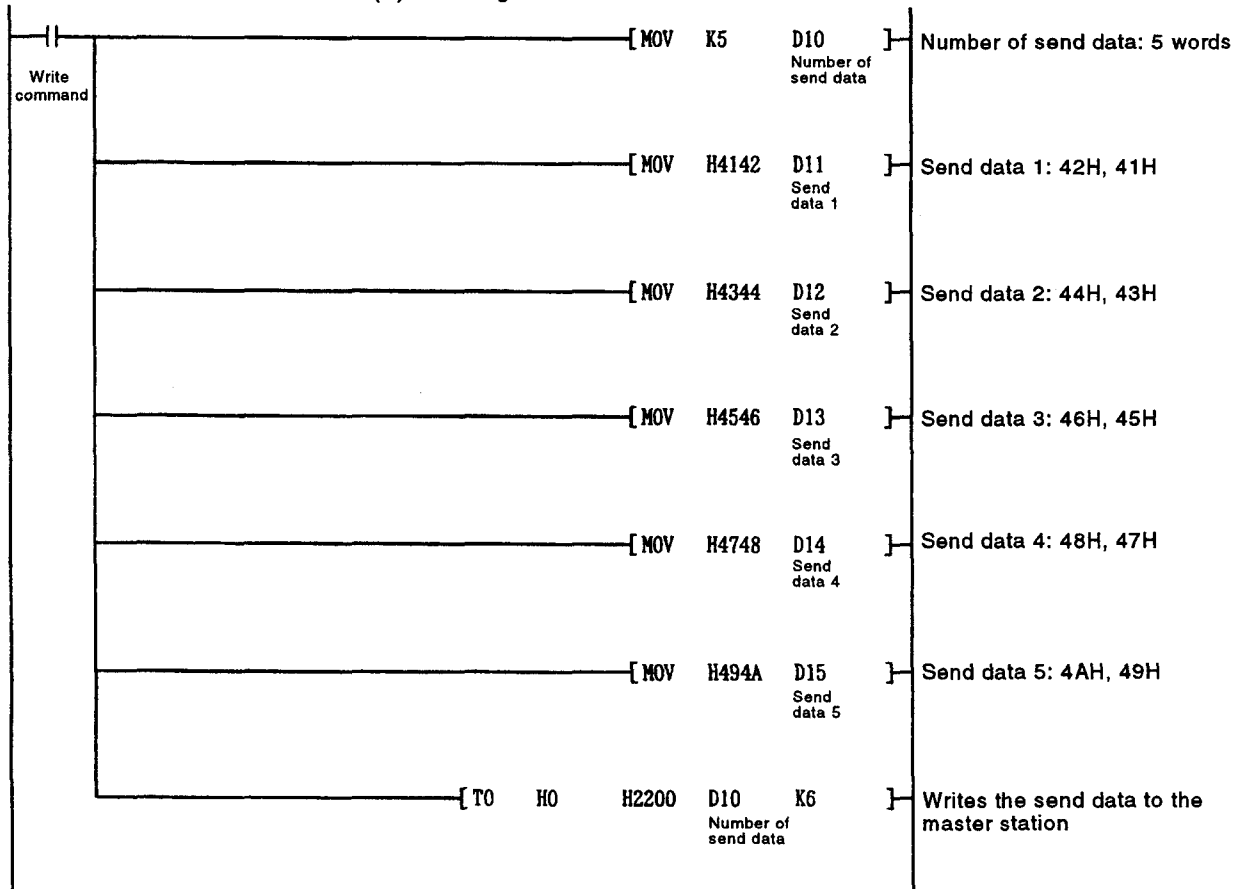 [ MOV K5 D10 ] Number of send data: 5 words
Number of
send data
Write
command
[ MOV H4142 D11 ] Send data 1: 42H, 41H
Send
data 1
[ MOV H4344 D12 ] Send data 2: 44H, 43H
Send
data 2
[ MOV H4546 D13 ] Send data 3: 46H, 45H
Send
data 3
[ MOV H4748 D14 ] Send data 4: 48H, 47H
Send
data 4
[ MOV H494A D15 ] Send data 5: 4AH, 49H
Send
data 5
[ TO H0 H2200 D10 K6 ] Writes the send data to the
master station
Number of
send data